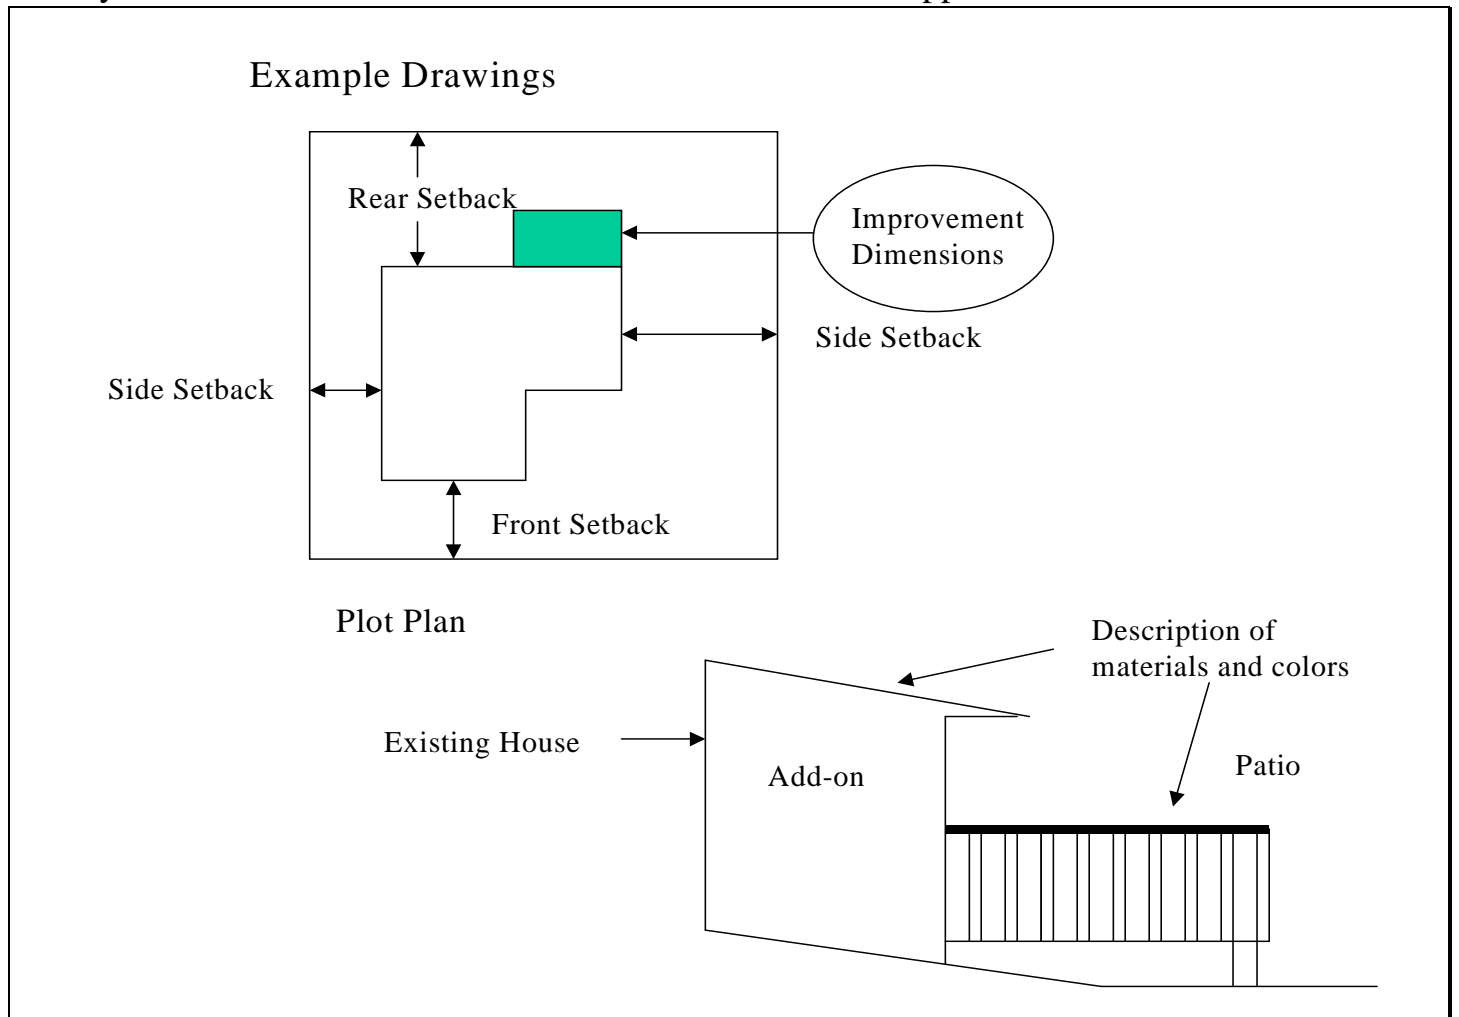 Example Drawings
Rear Setback
Improvement
Dimensions
Side Setback
Side Setback
Front Setback
Plot Plan
Description of
materials and colors
Existing House
Add-on
Patio